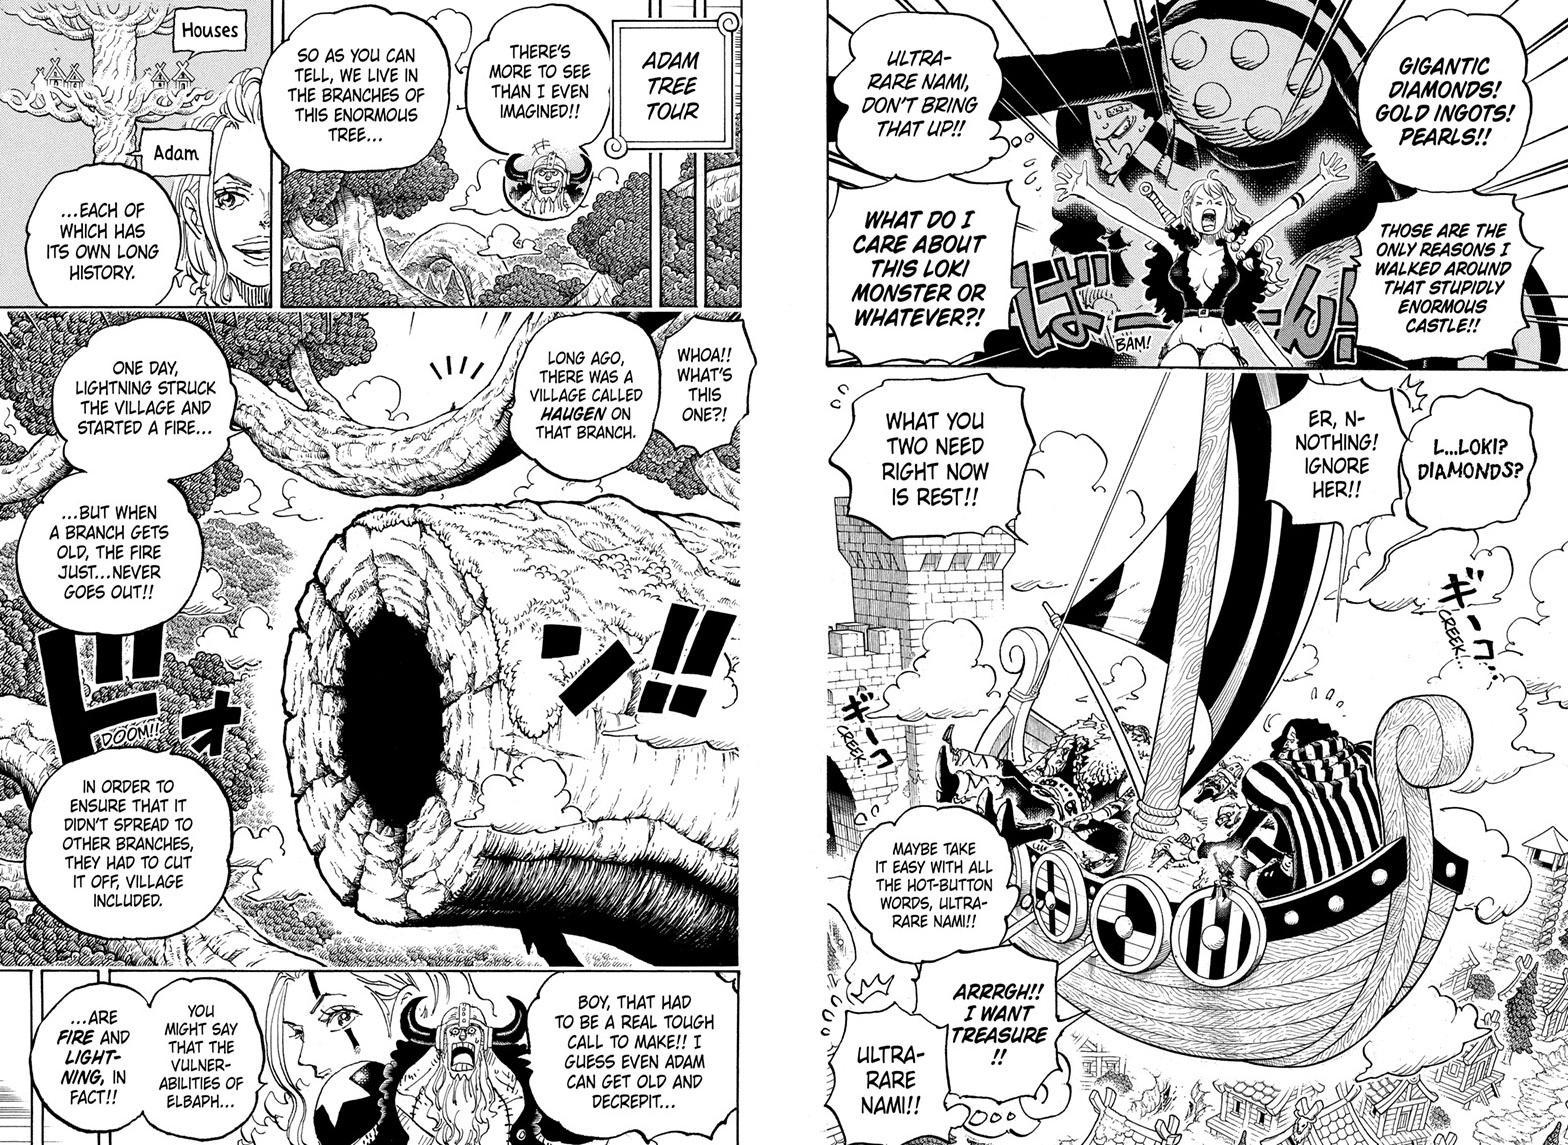 GIGANTIC
DIAMONDS!
GOLD INGOTS!
PEARLS!!
THOSE ARE THE
ONLY REASONS I
WALKED AROUND
THAT STUPIDLY
ENORMOUS
CASTLE!!
ULTRA-
RARE NAMI,
DON'T BRING
THAT UP!!
WHAT DO I
CARE ABOUT
THIS LOKI
MONSTER OR
WHATEVER?!
ばーん!
BAM!
L...LOKI?
DIAMONDS?
ER, N-
NOTHING!
IGNORE
HER!!
WHAT YOU
TWO NEED
RIGHT NOW
IS REST!!
ギーコ...
CREEK!...
ギーコ
CREEK!
MAYBE TAKE
IT EASY WITH ALL
THE HOT-BUTTON
WORDS, ULTRA-
RARE NAMI!!
ARRRGH!!
I WANT
TREASURE
!!
ULTRA-
RARE
NAMI!!
ADAM
TREE
TOUR
THERE'S
MORE TO SEE
THAN I EVEN
IMAGINED!!
SO AS YOU CAN
TELL, WE LIVE IN
THE BRANCHES OF
THIS ENORMOUS
TREE...
Houses
Adam
...EACH OF
WHICH HAS
ITS OWN LONG
HISTORY.
WHOA!!
WHAT'S
THIS
ONE?!
LONG AGO,
THERE WAS A
VILLAGE CALLED
HAUGEN ON
THAT BRANCH.
ONE DAY,
LIGHTNING STRUCK
THE VILLAGE AND
STARTED A FIRE...
...BUT WHEN
A BRANCH GETS
OLD, THE FIRE
JUST...NEVER
GOES OUT!!
ドォン!!
DOOM!!
IN ORDER TO
ENSURE THAT IT
DIDN'T SPREAD TO
OTHER BRANCHES,
THEY HAD TO CUT
IT OFF, VILLAGE
INCLUDED.
BOY, THAT HAD
TO BE A REAL TOUGH
CALL TO MAKE!! I
GUESS EVEN ADAM
CAN GET OLD AND
DECREPIT...
YOU
MIGHT SAY
THAT THE
VULNER-
ABILITIES OF
ELBAPH...
...ARE
FIRE AND
LIGHT-
NING, IN
FACT!!